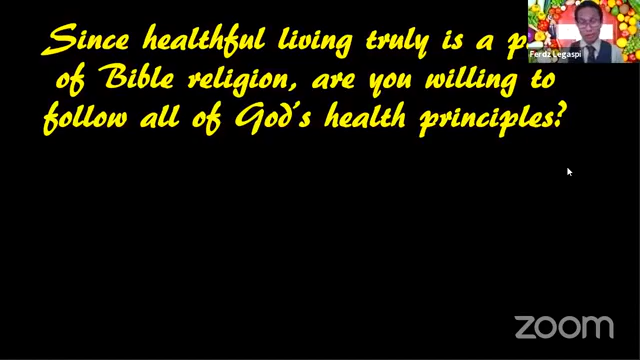 Since healthful living truly is a
of Bible religion, are you willing to
follow all of God's health principles?
Ferdz Legaspi
zoom